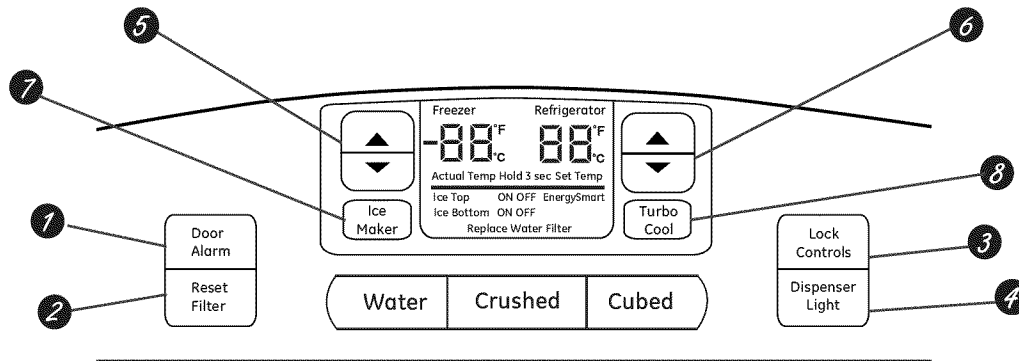 5
6
7
Freezer Refrigerator
-88°F°C 88°F°C
Actual Temp Hold 3 sec Set Temp
Ice Top ON OFF EnergySmart
Ice Bottom ON OFF
Replace Water Filter
Ice
Maker
Turbo
Cool
8
1
Door
Alarm
Reset
Filter
2
Lock
Controls
3
Dispenser
Light
4
Water Crushed Cubed